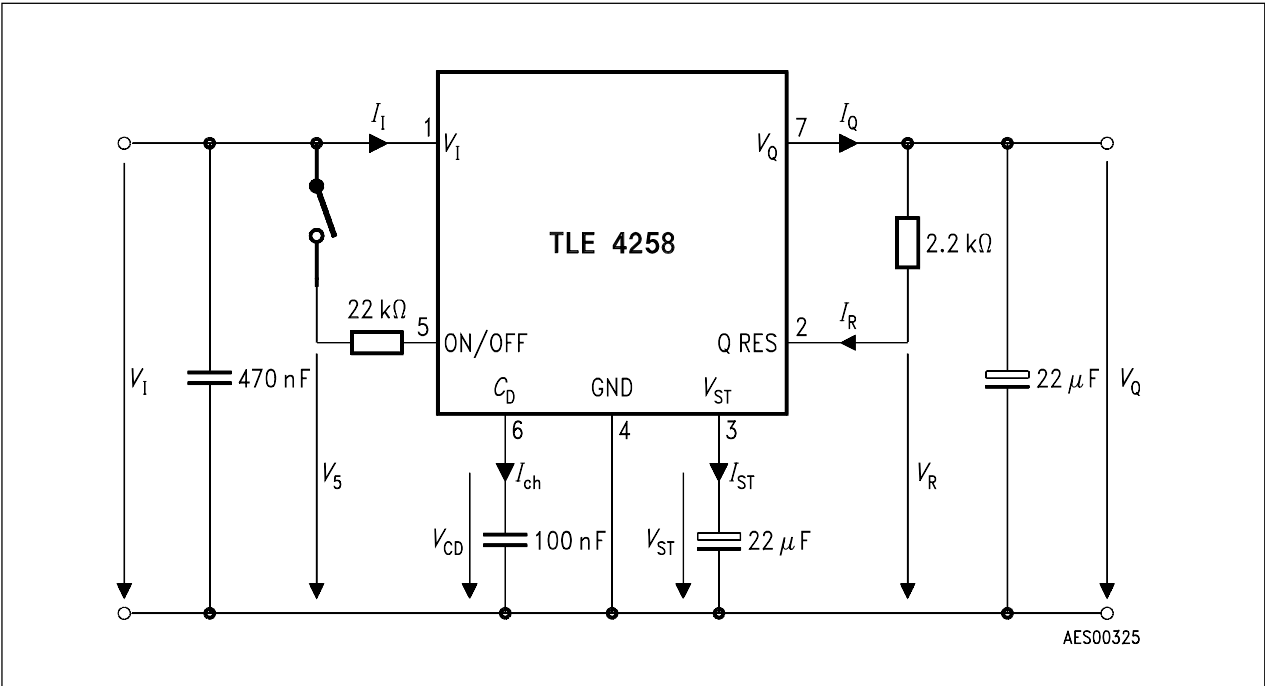 I_I
I_Q
1
7
V_I
V_Q
TLE 4258
2.2 kΩ
22 kΩ
5
I_R
2
ON/OFF
Q RES
V_I
470 nF
C_D
GND
V_ST
22 μF
V_Q
6
4
3
V_5
I_ch
I_ST
V_R
V_CD
100 nF
V_ST
22 μF
AES00325